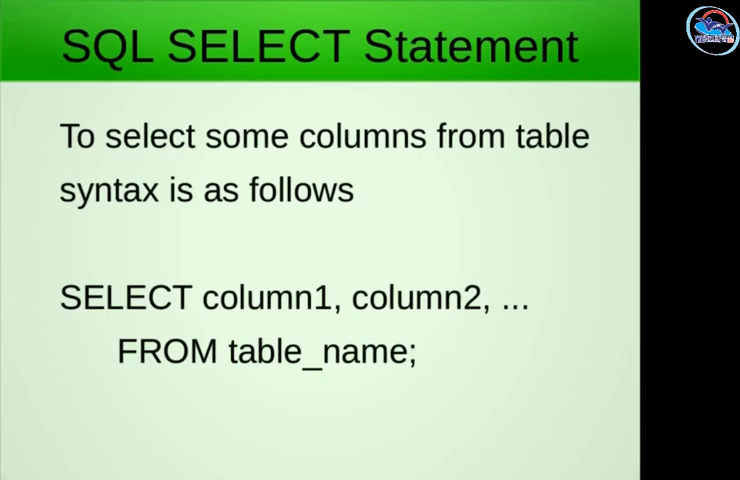 SQL SELECT Statement
To select some columns from table
syntax is as follows
SELECT column1, column2, ...
FROM table_name;